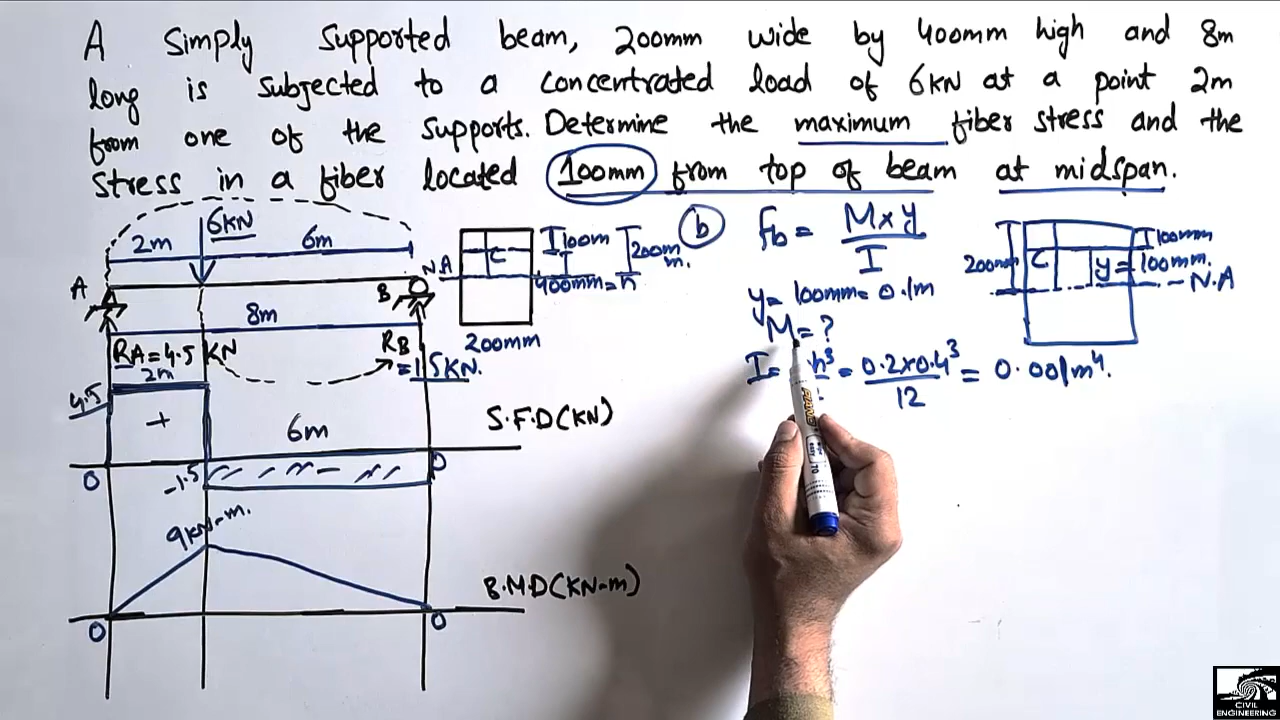 A simply supported beam, 200mm wide by 400mm high and 8m
long is subjected to a concentrated load of 6KN at a point 2m
from one of the supports. Determine the maximum fiber stress and the
stress in a fiber located 100mm from top of beam at midspan.
6KN
2m
6m
A
B
8m
RA=4.5 KN
RB
=1.5KN.
N.A
C
100m
200m
m.
400mm=h
200mm
b
Fb = M×y
I
y= 100mm= 0.1m
M=?
I= h³ = 0.2×0.4³ = 0.001m⁴.
12
200mm
C
100mm
y= 100mm.
N.A
2m
4.5
+
6m
S.F.D(KN)
0
-1.5
0
9KN-m.
B.M.D(KN-m)
0
0
CIVIL
ENGINEERING